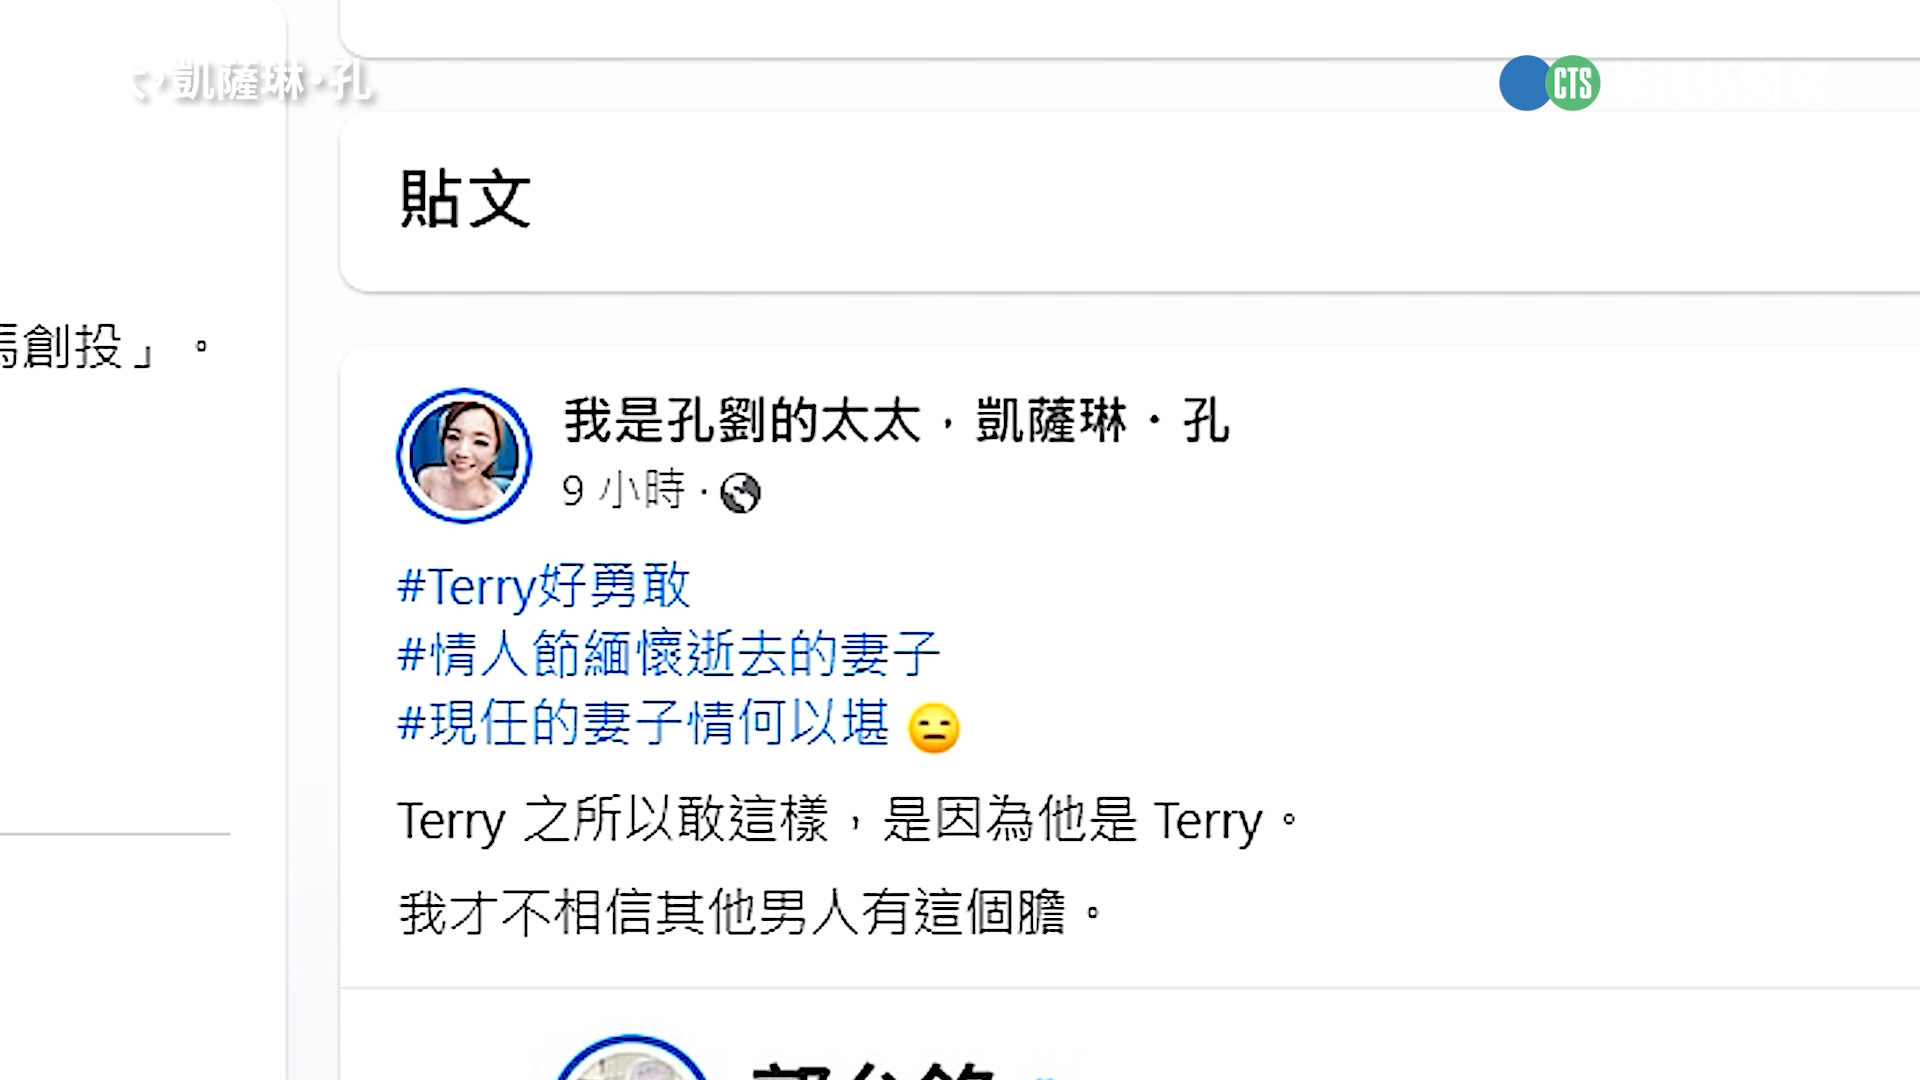 凱薩琳·孔
CTS
貼文
創投」。
我是孔劉的太太，凱薩琳·孔
9 小時·
#Terry好勇敢
#情人節緬懷逝去的妻子
#現任的妻子情何以堪 😑
Terry 之所以敢這樣，是因為他是 Terry。
我才不相信其他男人有這個膽。